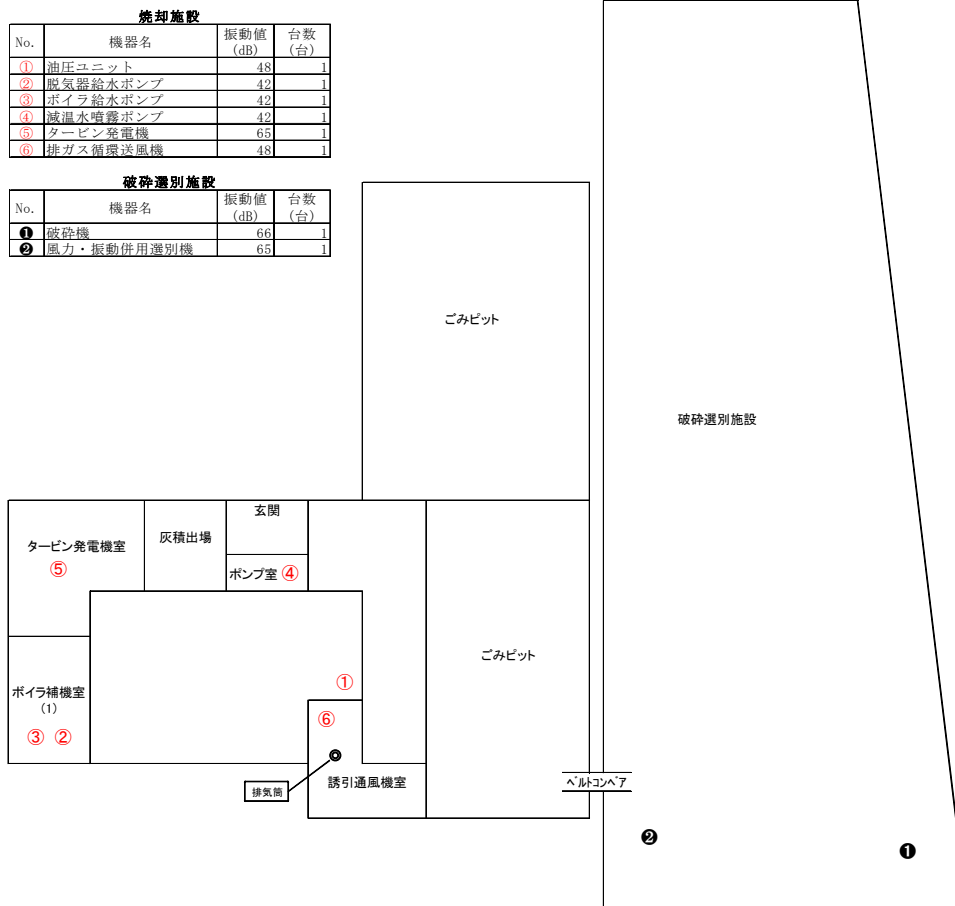 焼却施設
No. 機器名 振動値(dB) 台数(台)
① 油圧ユニット 48 1
② 脱気器給水ポンプ 42 1
③ ボイラ給水ポンプ 42 1
④ 減温水噴霧ポンプ 42 1
⑤ タービン発電機 65 1
⑥ 排ガス循環送風機 48 1
破砕選別施設
No. 機器名 振動値(dB) 台数(台)
❶ 破砕機 66 1
❷ 風力・振動併用選別機 65 1
ごみピット
破砕選別施設
玄関
灰積出場
タービン発電機室
⑤
ポンプ室 ④
ごみピット
①
ボイラ補機室
(1)
⑥
③ ②
誘引通風機室
排気筒
ベルトコンベア
❷
❶